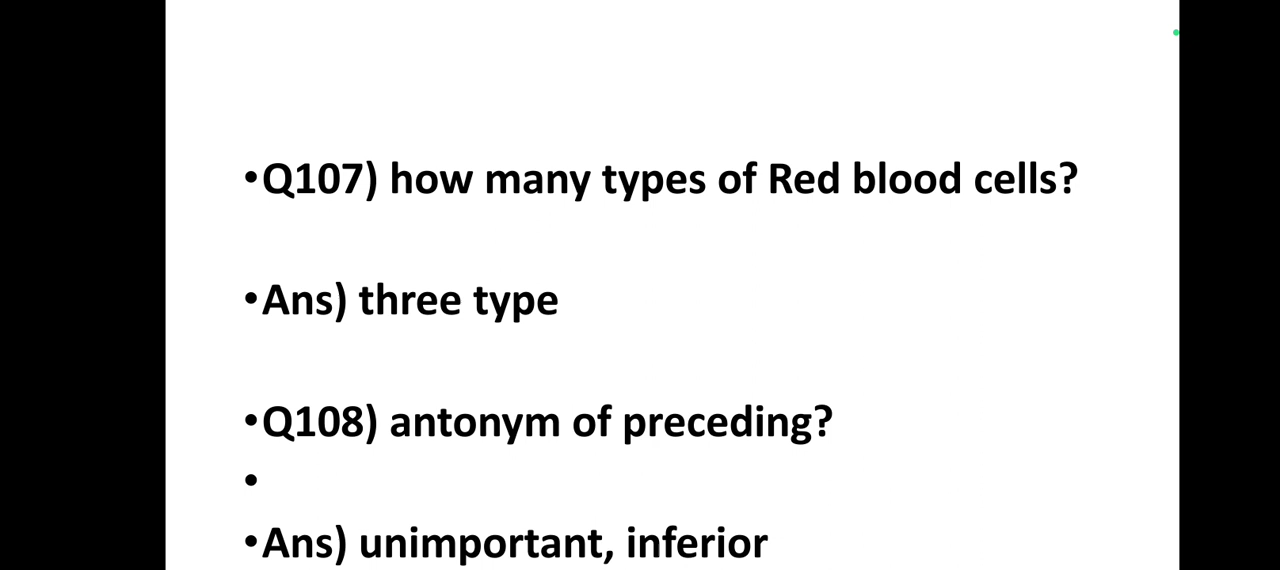 •Q107) how many types of Red blood cells?
•Ans) three type
•Q108) antonym of preceding?
•
•Ans) unimportant, inferior